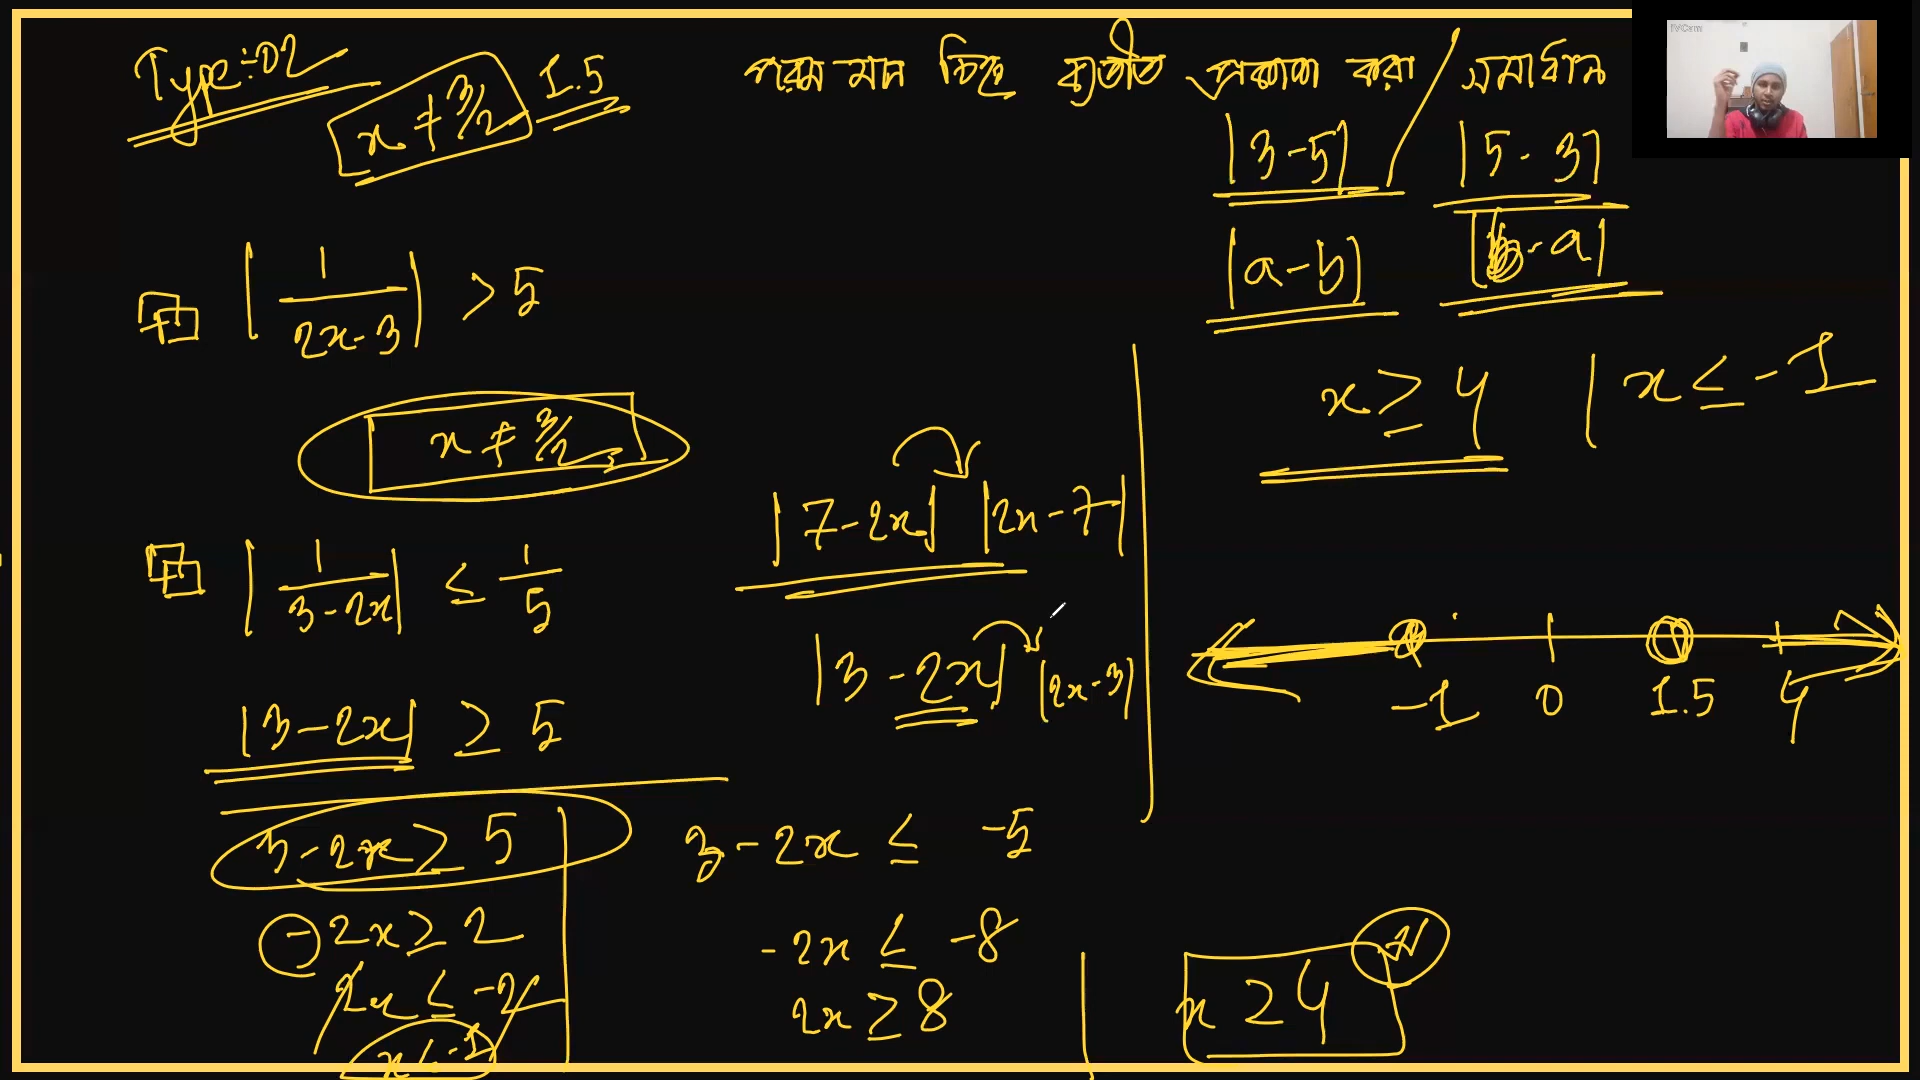 Type:02
x ≠ 3/2
1.5
পরম মান চিহ্ন ব্যতীত প্রকাশ করা / সমাধান
|3-5| / |5-3|
|a-b| |b-a|
|1/(2x-3)| > 5
x ≠ 3/2
x ≥ 4 | x ≤ -1
|7-2x| |2x-7|
|1/(3-2x)| ≤ 1/5
|3-2x| |2x-3|
-1 0 1.5 4
|3-2x| ≥ 5
3-2x ≥ 5
3-2x ≤ -5
-2x ≥ 2
-2x ≤ -8
2x ≤ -2
2x ≥ 8
x ≥ 4
x ≤ -1